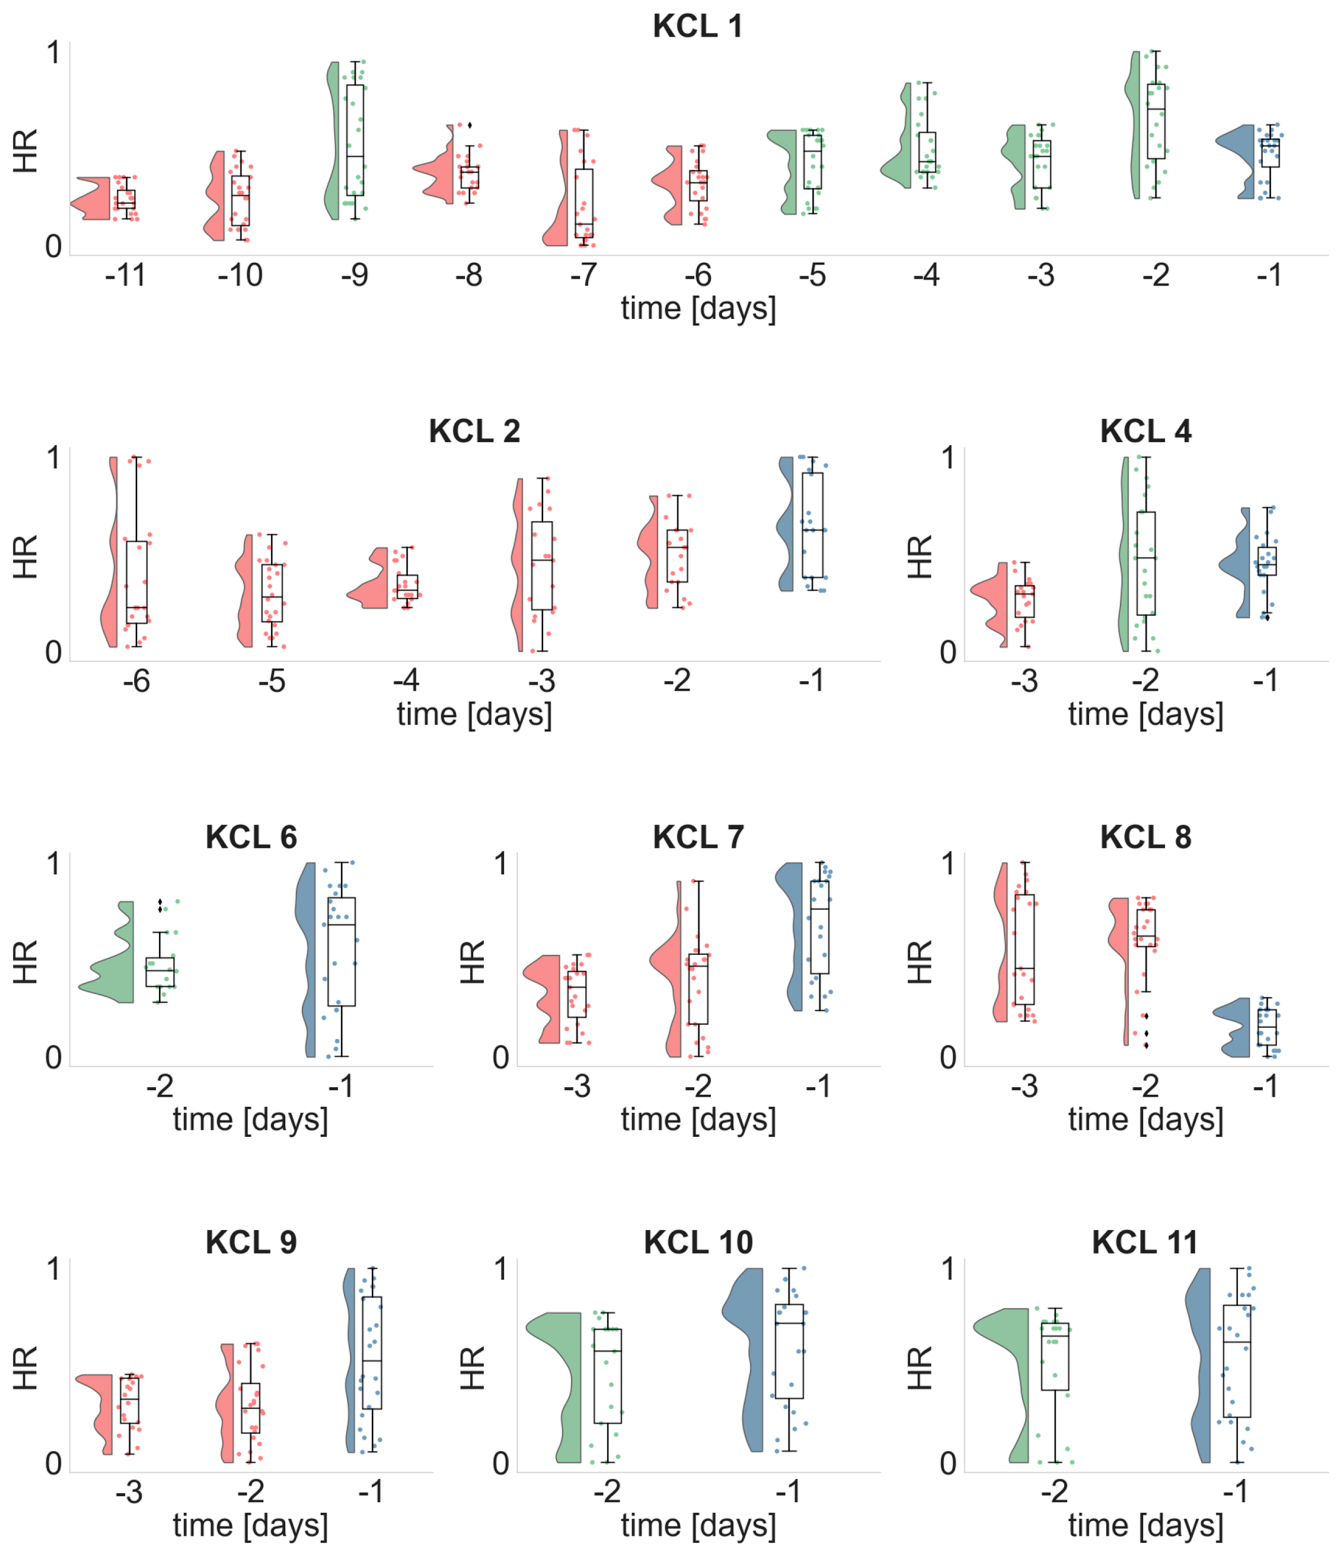 KCL 1
1
HR
0
-11 -10 -9 -8 -7 -6 -5 -4 -3 -2 -1
time [days]
KCL 2
1
HR
0
-6 -5 -4 -3 -2 -1
time [days]
KCL 4
1
HR
0
-3 -2 -1
time [days]
KCL 6
1
HR
0
-2 -1
time [days]
KCL 7
1
HR
0
-3 -2 -1
time [days]
KCL 8
1
HR
0
-3 -2 -1
time [days]
KCL 9
1
HR
0
-3 -2 -1
time [days]
KCL 10
1
HR
0
-2 -1
time [days]
KCL 11
1
HR
0
-2 -1
time [days]